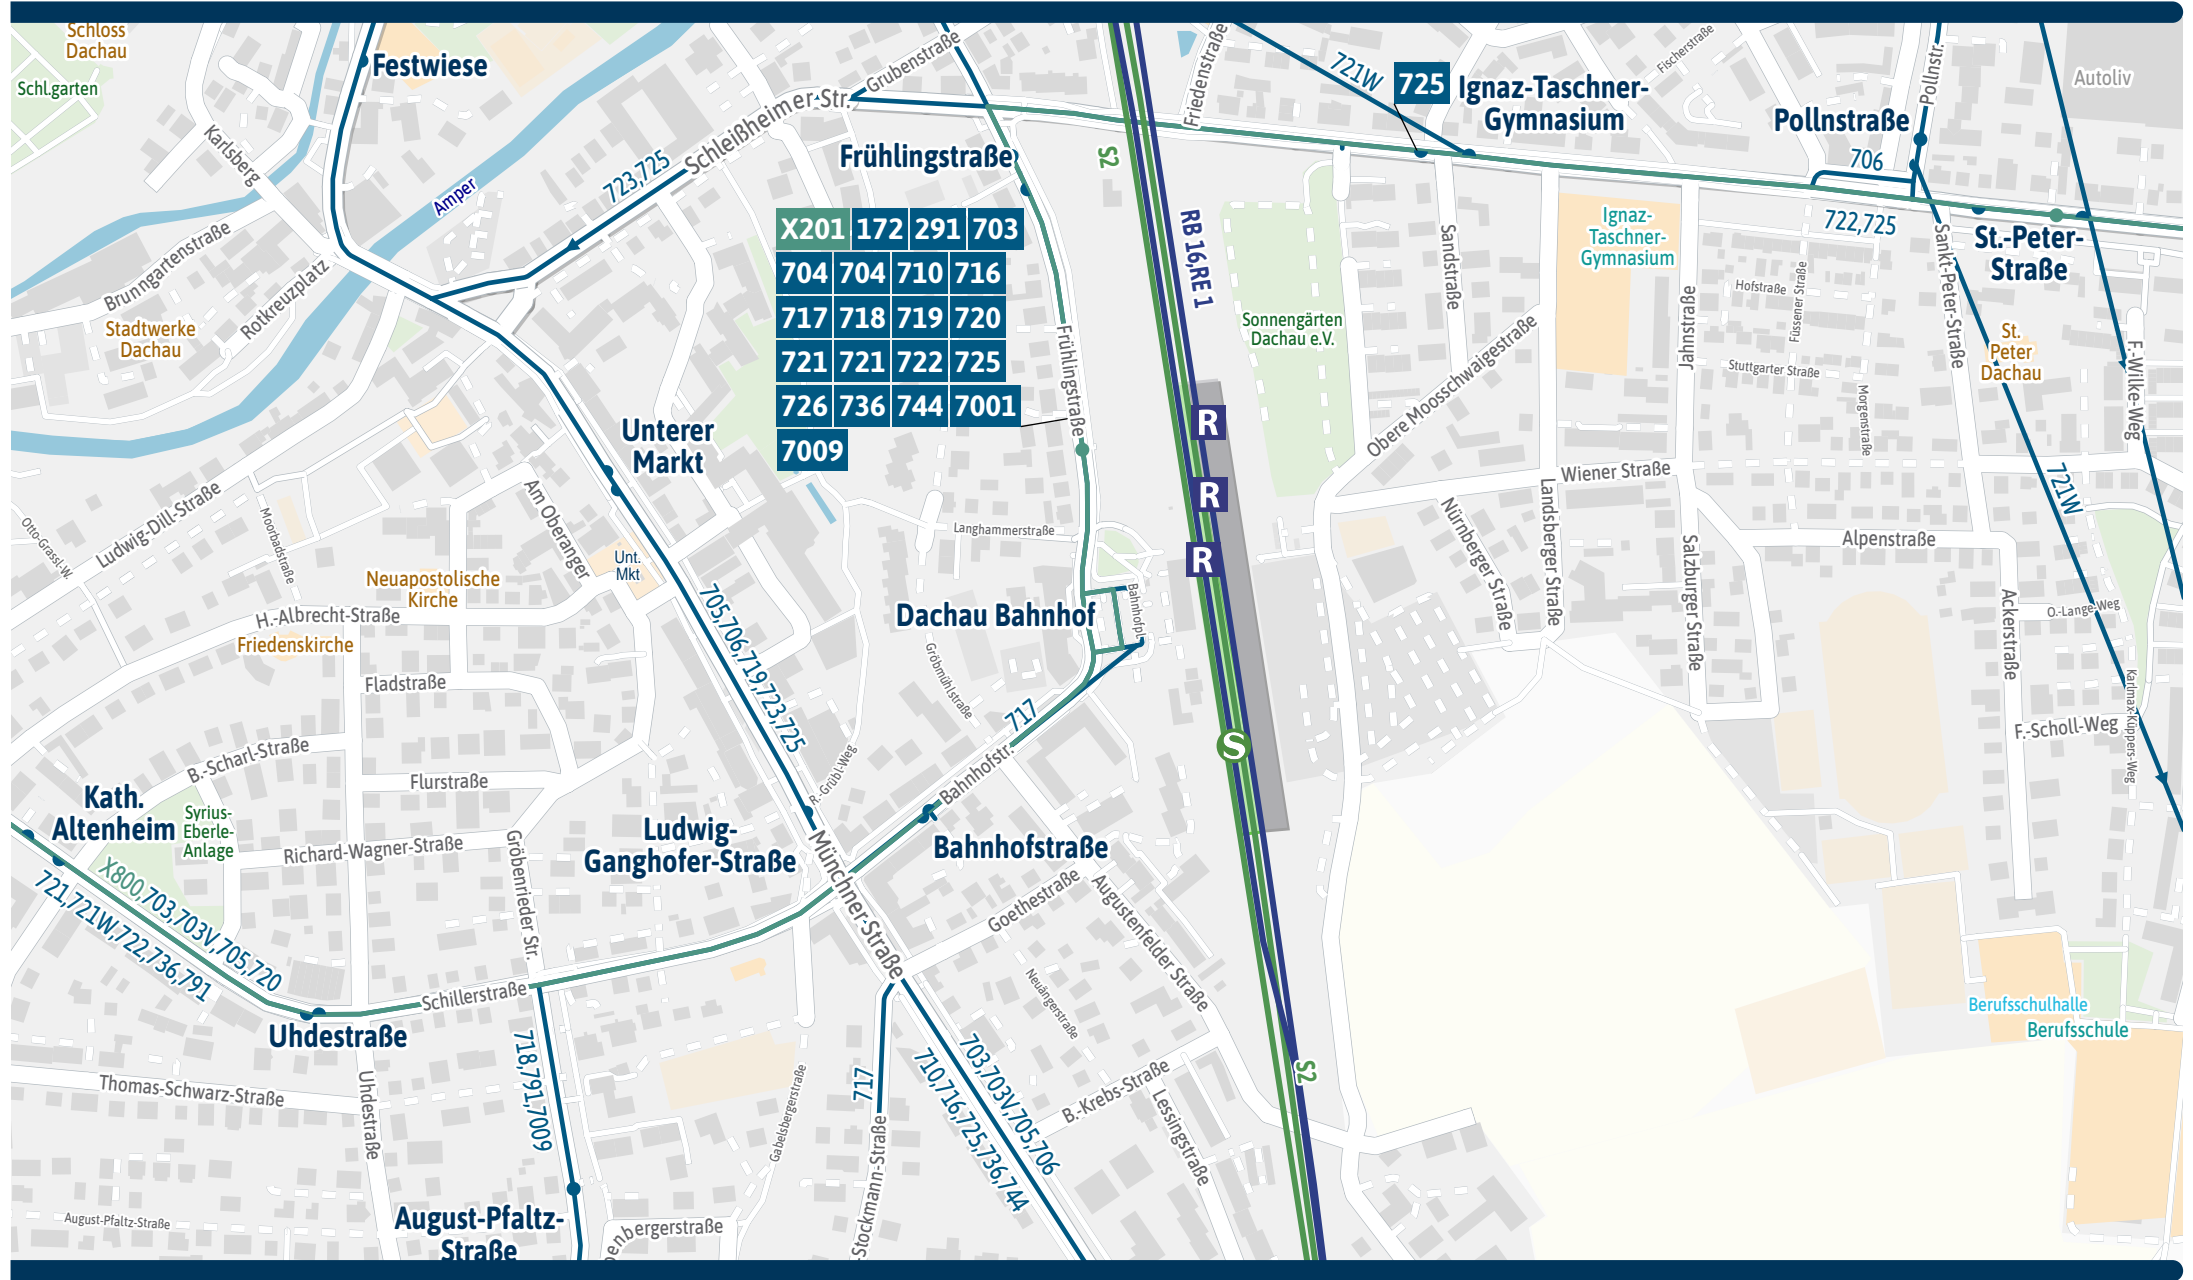 Schloss
Dachau
Schl.garten
Festwiese
Karlsberg
Amper
Brunngartenstraße
Rotkreuzplatz
Stadtwerke
Dachau
723,725
Schleißheimer-Str.
Grubenstraße
Frühlingstraße
X201 172 291 703
704 704 710 716
717 718 719 720
721 721 722 725
726 736 744 7001
7009
S2
RB 16,RE 1
Friedenstraße
721W
725
Ignaz-Taschner-
Gymnasium
Fischerstraße
Pollnstraße
Pollnstr.
Autoliv
706
722,725
St.-Peter-
Straße
Ignaz-
Taschner-
Gymnasium
Sandstraße
Sonnengärten
Dachau e.V.
Jahnstraße
Hofstraße
Füssener Straße
Stuttgarter Straße
Morgenstraße
Sankt-Peter-Straße
St.
Peter
Dachau
F.-Wilke-Weg
Obere Moosschwaigestraße
Frühlingstraße
R
R
R
S
Unterer
Markt
Am Oberanger
Unt.
Mkt
Ludwig-Dill-Straße
Otto-Grassl-W.
Moorbadstraße
Neuapostolische
Kirche
H.-Albrecht-Straße
Friedenskirche
Fladstraße
B.-Scharl-Straße
Flurstraße
Richard-Wagner-Straße
Gröbenrieder Str.
Kath.
Altenheim
Syrius-
Eberle-
Anlage
X800,703,703V,705,720
721,721W,722,736,791
Uhdestraße
Schillerstraße
Thomas-Schwarz-Straße
Uhdestraße
August-Pfaltz-Straße
August-Pfaltz-
Straße
718,791,7009
Ludwig-
Ganghofer-Straße
705,706,719,723,725
R.-Grübl-Weg
Münchner-Straße
Langhammerstraße
Dachau Bahnhof
Bahnhofpl.
Gröbmühlstraße
717
Bahnhofstr.
Bahnhofstraße
Goethestraße
Augustenfelder Straße
Neuängerstraße
B.-Krebs-Straße
Lessingstraße
717
703,703V,705,706
710,716,725,736,744
Gabelsbergerstraße
-Stockmann-Straße
penbergerstraße
S2
Wiener Straße
Nürnberger Straße
Landsberger Straße
Salzburger Straße
Alpenstraße
Ackerstraße
721W
O.-Lange-Weg
F.-Scholl-Weg
Karlmax-Küppers-Weg
Berufsschulhalle
Berufsschule